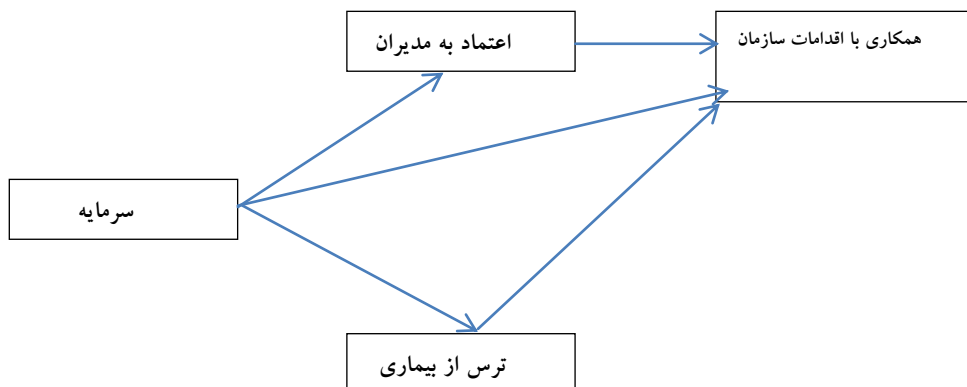 اعتماد به مدیران
همکاری با اقدامات سازمان
سرمایه
ترس از بیماری